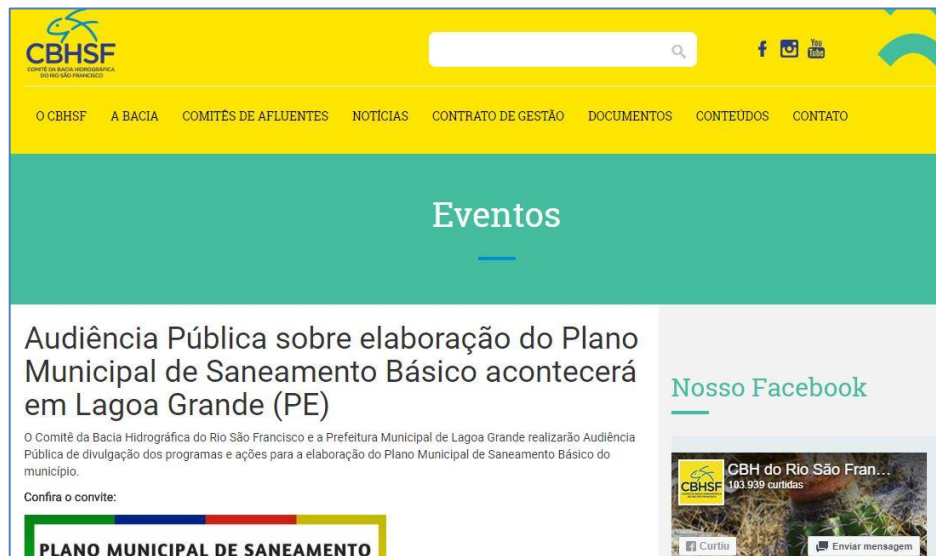 CBHSF
COMITÊ DA BACIA HIDROGRÁFICA
DO RIO SÃO FRANCISCO
You
Tube
O CBHSF A BACIA COMITÊS DE AFLUENTES NOTÍCIAS CONTRATO DE GESTÃO DOCUMENTOS CONTEÚDOS CONTATO
Eventos
Audiência Pública sobre elaboração do Plano
Municipal de Saneamento Básico acontecerá
em Lagoa Grande (PE)
O Comitê da Bacia Hidrográfica do Rio São Francisco e a Prefeitura Municipal de Lagoa Grande realizarão Audiência
Pública de divulgação dos programas e ações para a elaboração do Plano Municipal de Saneamento Básico do
município.
Confira o convite:
PLANO MUNICIPAL DE SANEAMENTO
Nosso Facebook
CBHSF
CBH do Rio São Fran...
103.939 curtidas
Curtiu
Enviar mensagem